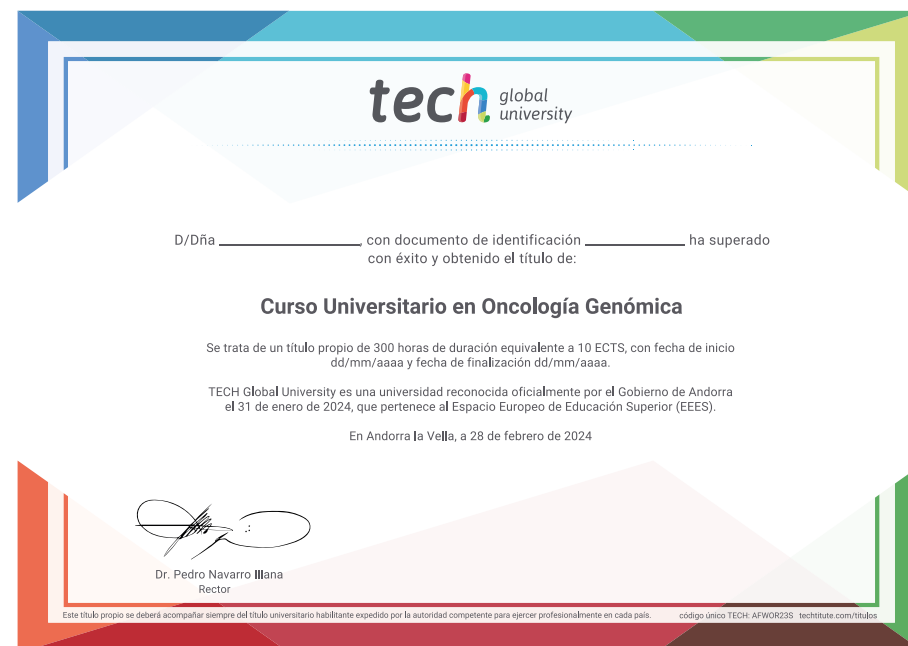 tech global university
D/Dña ______________, con documento de identificación __________ ha superado
con éxito y obtenido el título de:
Curso Universitario en Oncología Genómica
Se trata de un título propio de 300 horas de duración equivalente a 10 ECTS, con fecha de inicio
dd/mm/aaaa y fecha de finalización dd/mm/aaaa.
TECH Global University es una universidad reconocida oficialmente por el Gobierno de Andorra
el 31 de enero de 2024, que pertenece al Espacio Europeo de Educación Superior (EEES).
En Andorra la Vella, a 28 de febrero de 2024
Dr. Pedro Navarro Illana
Rector
Este título propio se deberá acompañar siempre del título universitario habilitante expedido por la autoridad competente para ejercer profesionalmente en cada país. código único TECH: AFWOR23S techtitute.com/titulos